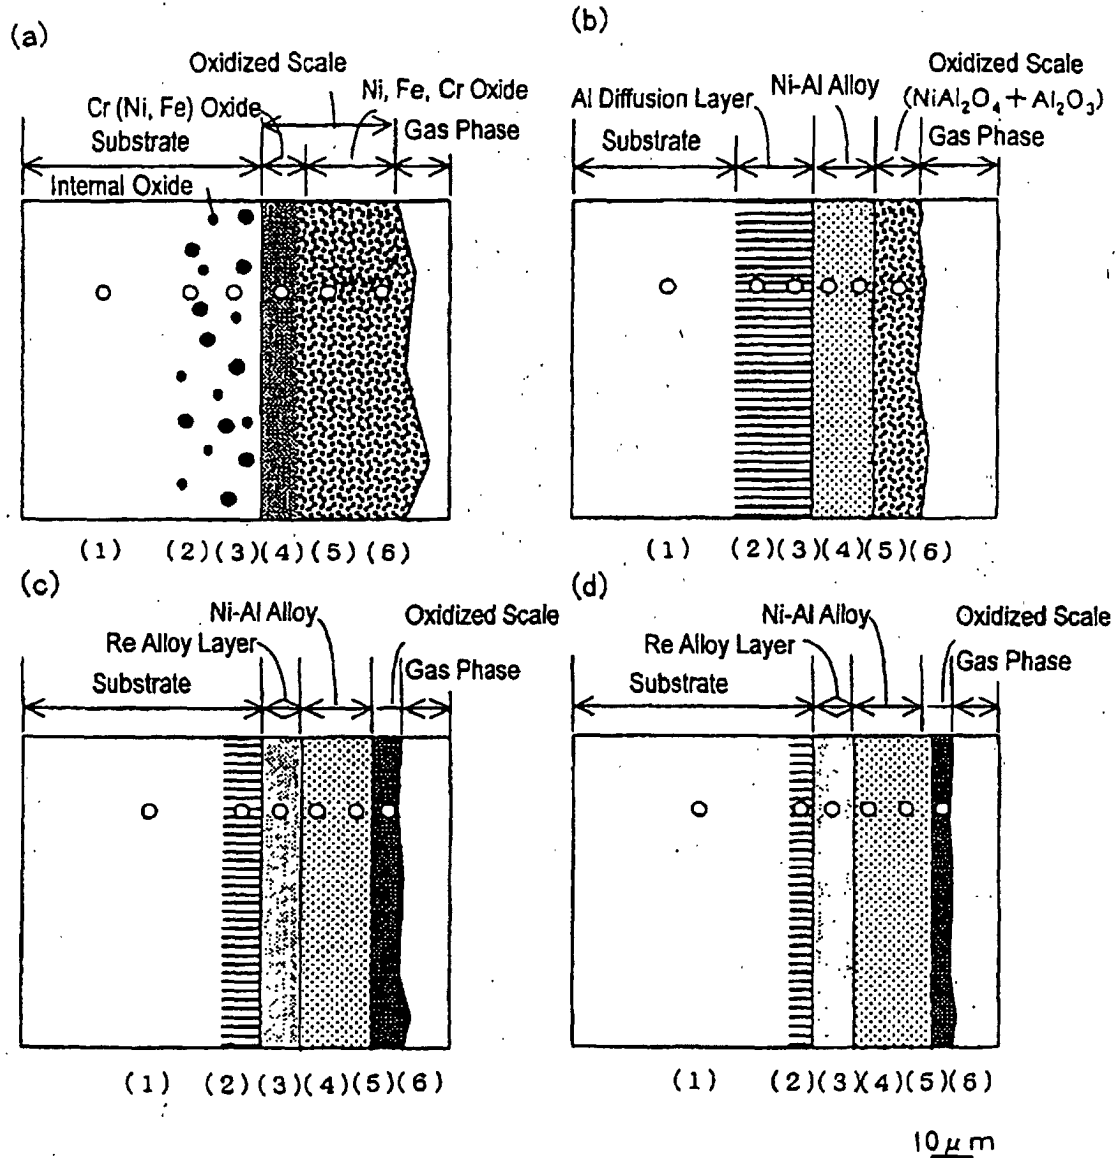 (a)
Oxidized Scale
Cr (Ni, Fe) Oxide
Ni, Fe, Cr Oxide
Substrate
Gas Phase
Internal Oxide
(1) (2)(3)(4)(5)(6)
(b)
Oxidized Scale
Ni-Al Alloy
Al Diffusion Layer
(NiAl₂O₄ + Al₂O₃)
Substrate
Gas Phase
(1) (2)(3)(4)(5)(6)
(c)
Ni-Al Alloy
Oxidized Scale
Re Alloy Layer
Substrate
Gas Phase
(1) (2)(3)(4)(5)(6)
(d)
Ni-Al Alloy
Oxidized Scale
Re Alloy Layer
Substrate
Gas Phase
(1) (2)(3)(4)(5)(6)
10 μm